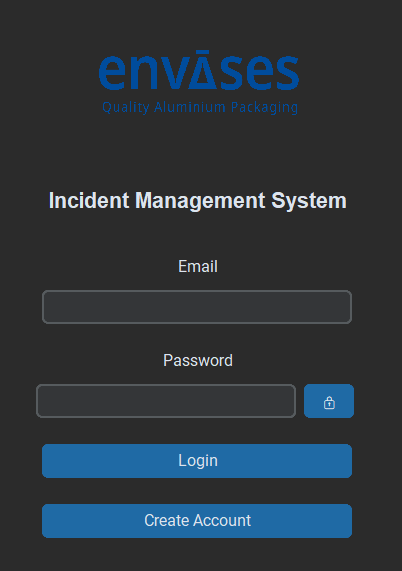 envāses
Quality Aluminium Packaging
Incident Management System
Email
Password
Login
Create Account